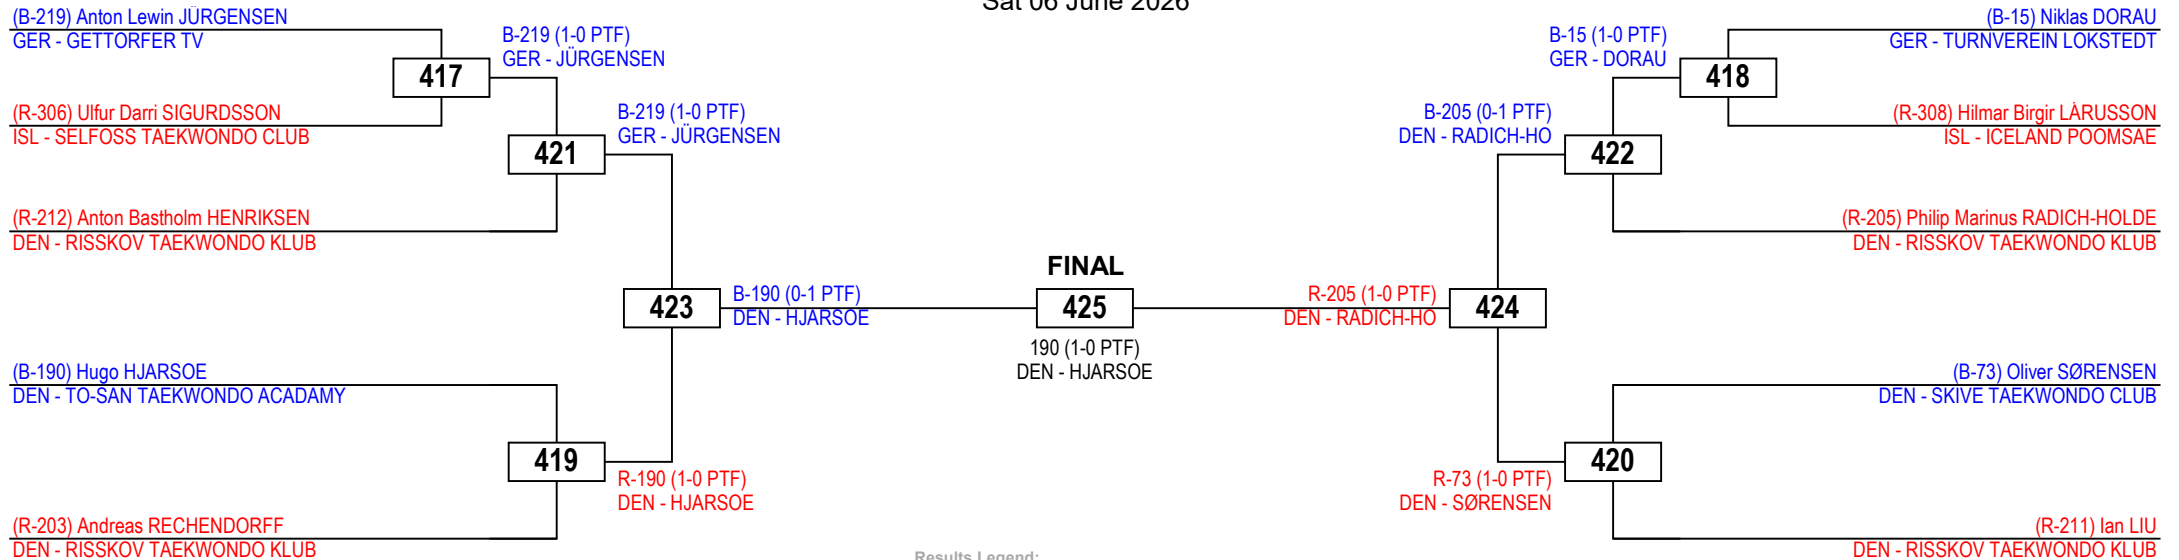 Sat 06 June 2026
(B-219) Anton Lewin JÜRGENSEN
GER - GETTORFER TV
B-219 (1-0 PTF)
GER - JÜRGENSEN
417
(R-306) Ulfur Darri SIGURDSSON
ISL - SELFOSS TAEKWONDO CLUB
B-219 (1-0 PTF)
GER - JÜRGENSEN
421
(R-212) Anton Bastholm HENRIKSEN
DEN - RISSKOV TAEKWONDO KLUB
423
B-190 (0-1 PTF)
DEN - HJARSOE
(B-190) Hugo HJARSOE
DEN - TO-SAN TAEKWONDO ACADAMY
419
R-190 (1-0 PTF)
DEN - HJARSOE
(R-203) Andreas RECHENDORFF
DEN - RISSKOV TAEKWONDO KLUB
FINAL
425
190 (1-0 PTF)
DEN - HJARSOE
(B-15) Niklas DORAU
GER - TURNVEREIN LOKSTEDT
B-15 (1-0 PTF)
GER - DORAU
418
(R-308) Hilmar Birgir LÁRUSSON
ISL - ICELAND POOMSAE
B-205 (0-1 PTF)
DEN - RADICH-HO
422
(R-205) Philip Marinus RADICH-HOLDE
DEN - RISSKOV TAEKWONDO KLUB
R-205 (1-0 PTF)
DEN - RADICH-HO
424
(B-73) Oliver SØRENSEN
DEN - SKIVE TAEKWONDO CLUB
420
R-73 (1-0 PTF)
DEN - SØRENSEN
(R-211) Ian LIU
DEN - RISSKOV TAEKWONDO KLUB
Results Legend: